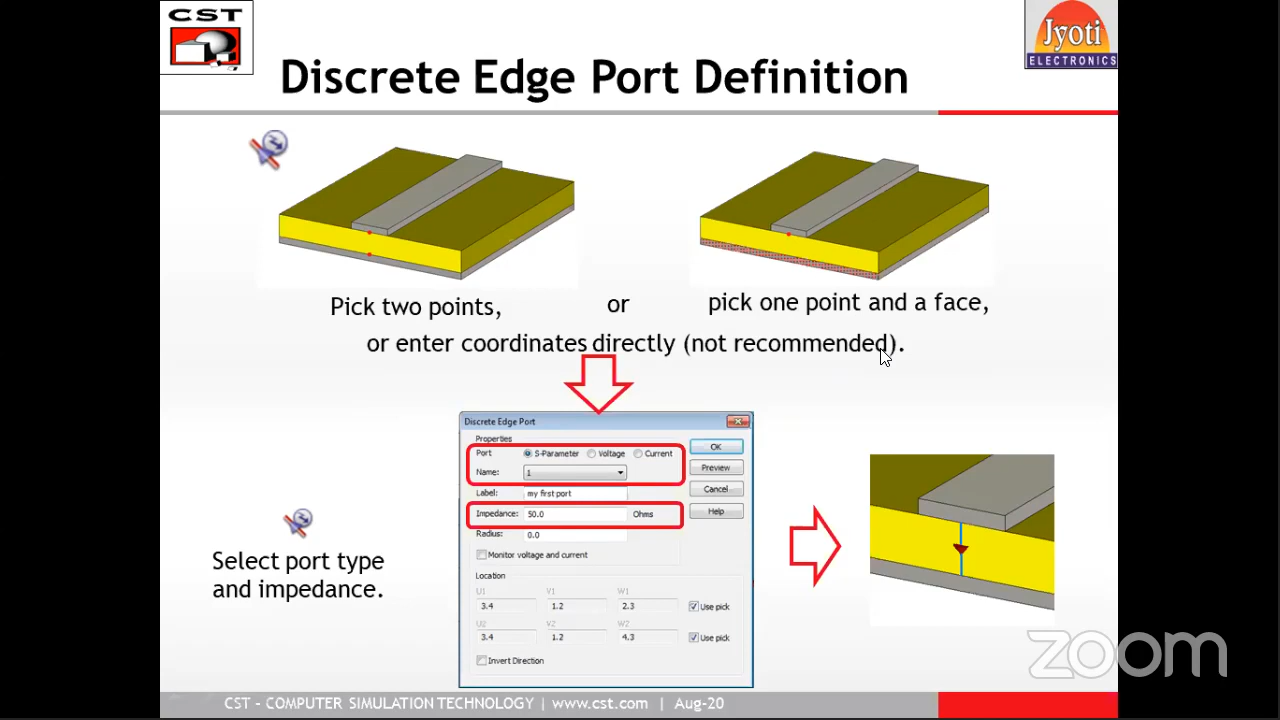 CST
Jyoti
ELECTRONICS
Discrete Edge Port Definition
Pick two points,
or
pick one point and a face,
or enter coordinates directly (not recommended).
Discrete Edge Port
Properties
Port S-Parameter Voltage Current
Name: 1
Label: my first port
Impedance: 50.0 Ohms
Radius: 0.0
Monitor voltage and current
OK
Preview
Cancel
Help
Location
U1 V1 W1
3.4 1.2 2.3 Use pick
U2 V2 W2
3.4 1.2 4.3 Use pick
Invert Direction
Select port type
and impedance.
zoom
CST - COMPUTER SIMULATION TECHNOLOGY | www.cst.com | Aug-20